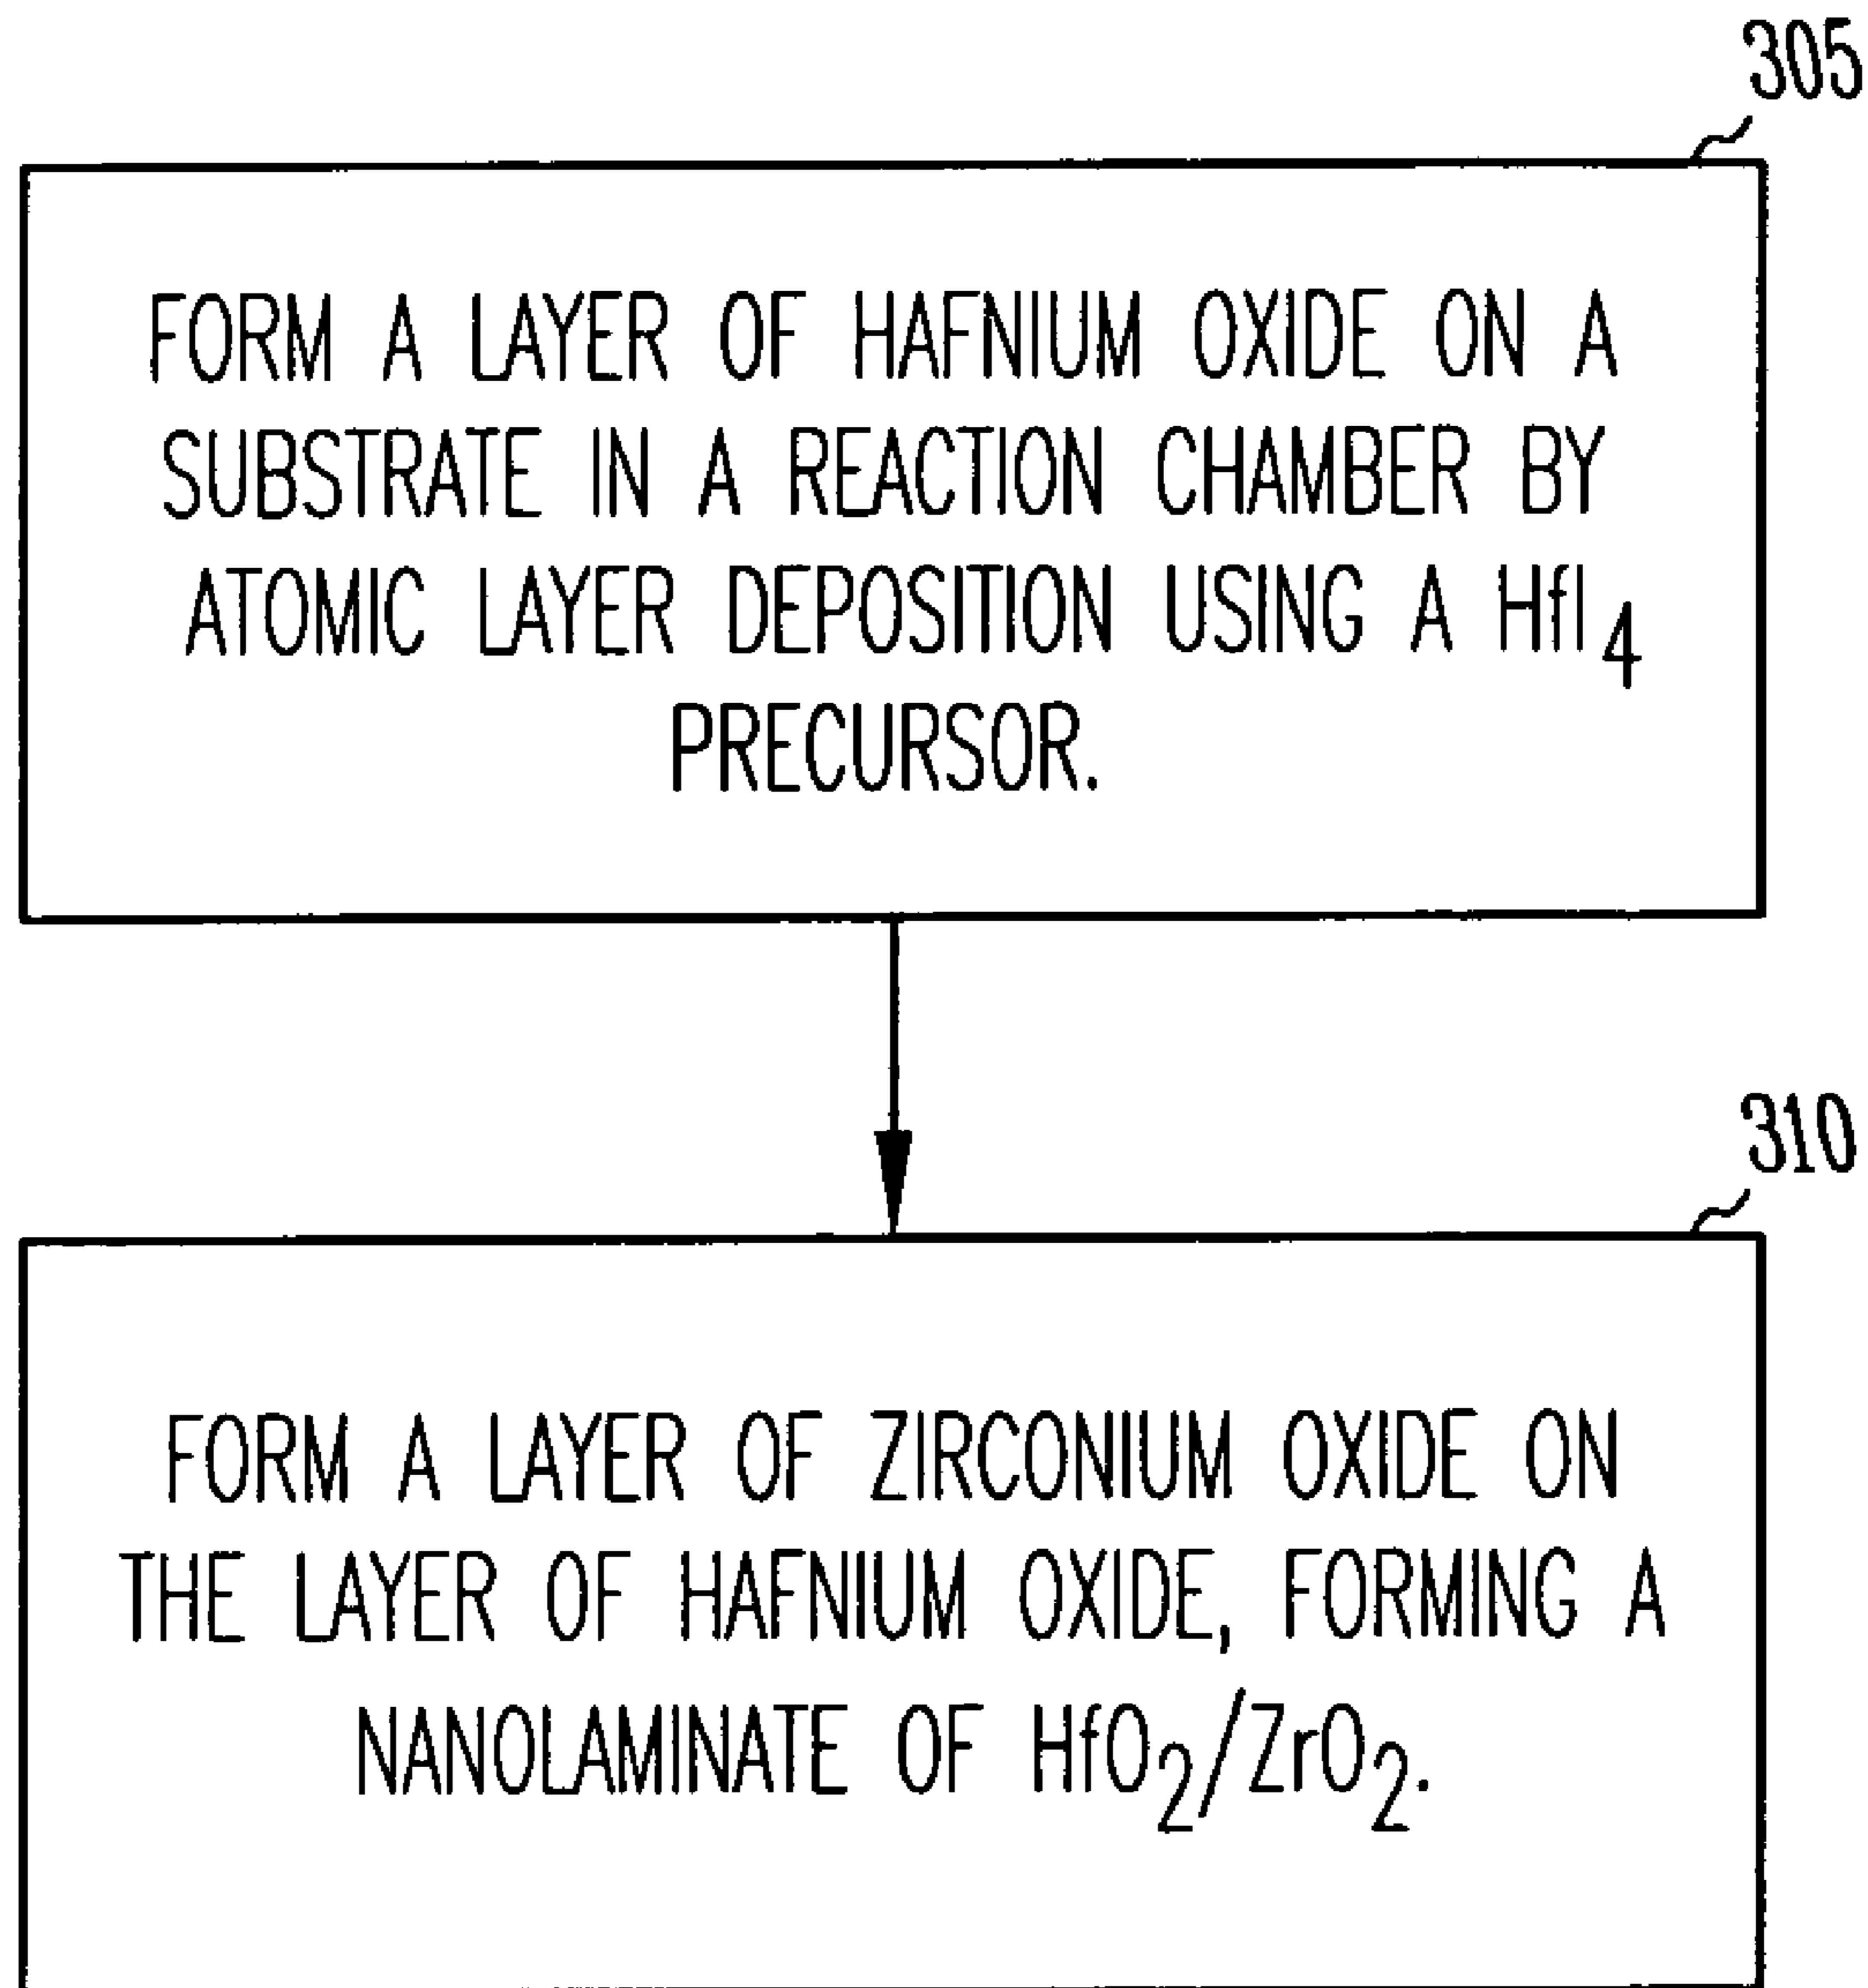 305
FORM A LAYER OF HAFNIUM OXIDE ON A
SUBSTRATE IN A REACTION CHAMBER BY
ATOMIC LAYER DEPOSITION USING A HfI4
PRECURSOR.
310
FORM A LAYER OF ZIRCONIUM OXIDE ON
THE LAYER OF HAFNIUM OXIDE, FORMING A
NANOLAMINATE OF HfO2/ZrO2.